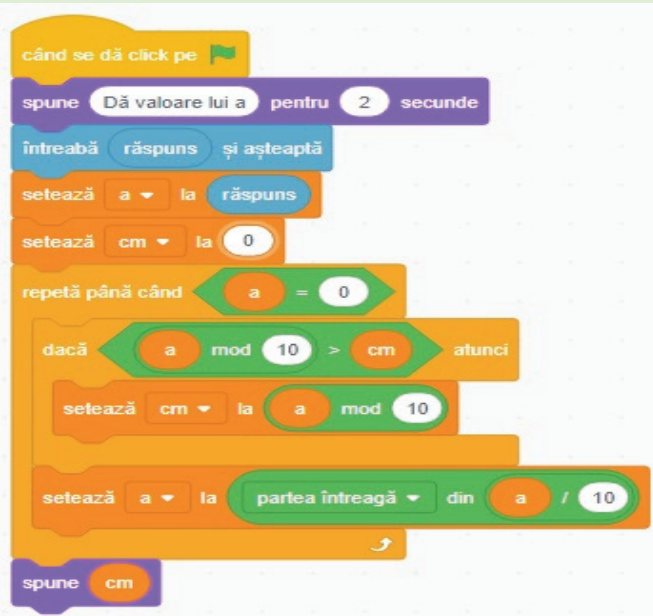 când se dă click pe
spune Dă valoare lui a pentru 2 secunde
întreabă răspuns și așteaptă
setează a la răspuns
setează cm la 0
repetă până când a = 0
dacă a mod 10 > cm atunci
setează cm la a mod 10
setează a la partea întreagă din a / 10
spune cm